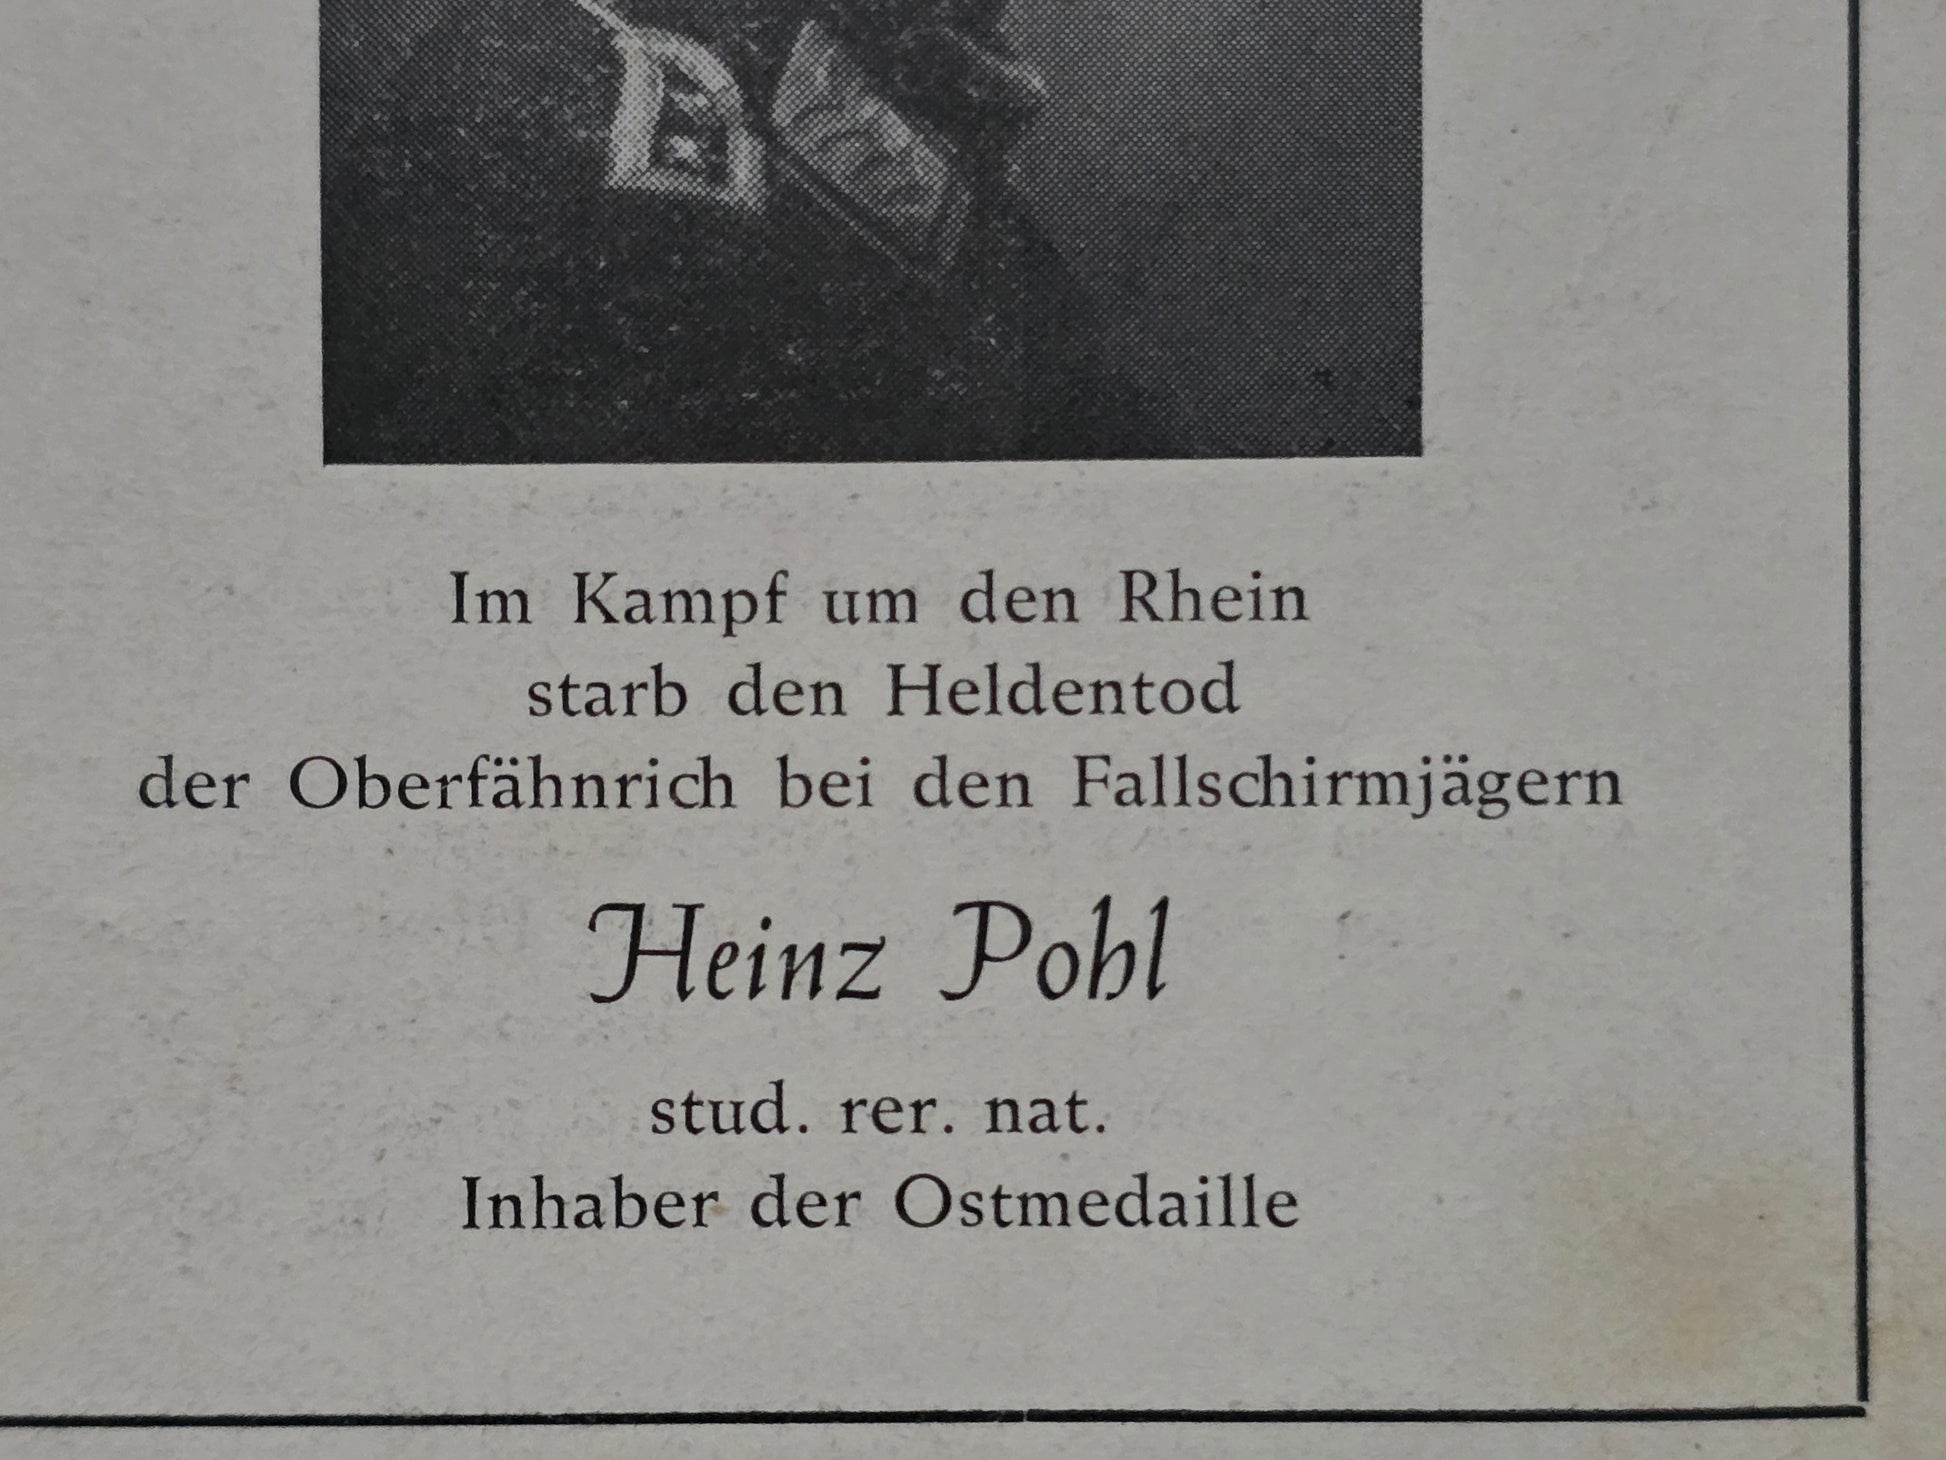 Im Kampf um den Rhein
starb den Heldentod
der Oberfähnrich bei den Fallschirmjägern
Heinz Pohl
stud. rer. nat.
Inhaber der Ostmedaille